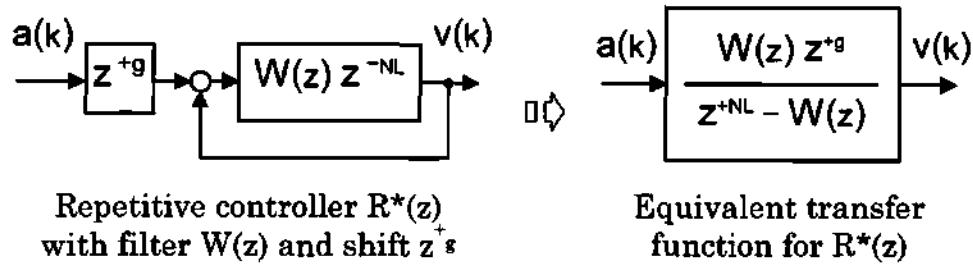 a(k)
z⁺ᵍ
W(z) z⁻ᴺᴸ
v(k)
a(k)
W(z) z⁺ᵍ
z⁺ᴺᴸ – W(z)
v(k)
Repetitive controller R*(z)
with filter W(z) and shift z⁺ᵍ
Equivalent transfer
function for R*(z)